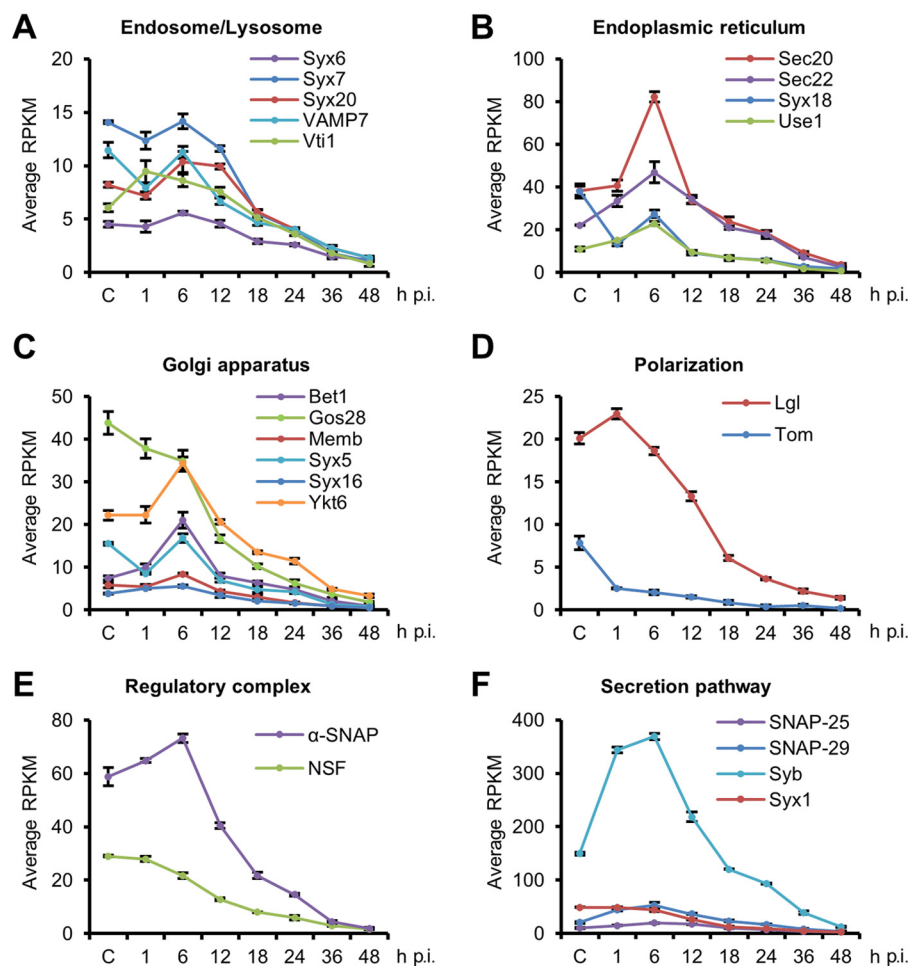 A
Endosome/Lysosome
Average RPKM
20
15
10
5
0
C 1 6 12 18 24 36 48 h p.i.
Syx6
Syx7
Syx20
VAMP7
Vti1
B
Endoplasmic reticulum
Average RPKM
100
80
60
40
20
0
C 1 6 12 18 24 36 48 h p.i.
Sec20
Sec22
Syx18
Use1
C
Golgi apparatus
Average RPKM
50
40
30
20
10
0
C 1 6 12 18 24 36 48 h p.i.
Bet1
Gos28
Memb
Syx5
Syx16
Ykt6
D
Polarization
Average RPKM
25
20
15
10
5
0
C 1 6 12 18 24 36 48 h p.i.
Lgl
Tom
E
Regulatory complex
Average RPKM
80
60
40
20
0
C 1 6 12 18 24 36 48 h p.i.
α-SNAP
NSF
F
Secretion pathway
Average RPKM
400
300
200
100
0
C 1 6 12 18 24 36 48 h p.i.
SNAP-25
SNAP-29
Syb
Syx1